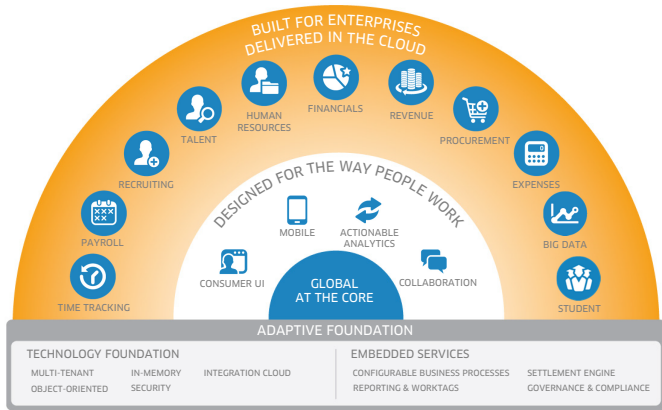 BUILT FOR ENTERPRISES
DELIVERED IN THE CLOUD
TIME TRACKING
PAYROLL
RECRUITING
TALENT
HUMAN
RESOURCES
FINANCIALS
REVENUE
PROCUREMENT
EXPENSES
BIG DATA
STUDENT
DESIGNED FOR THE WAY PEOPLE WORK
CONSUMER UI
MOBILE
ACTIONABLE
ANALYTICS
COLLABORATION
GLOBAL
AT THE CORE
ADAPTIVE FOUNDATION
TECHNOLOGY FOUNDATION
MULTI-TENANT IN-MEMORY INTEGRATION CLOUD
OBJECT-ORIENTED SECURITY
EMBEDDED SERVICES
CONFIGURABLE BUSINESS PROCESSES SETTLEMENT ENGINE
REPORTING & WORKTAGS GOVERNANCE & COMPLIANCE